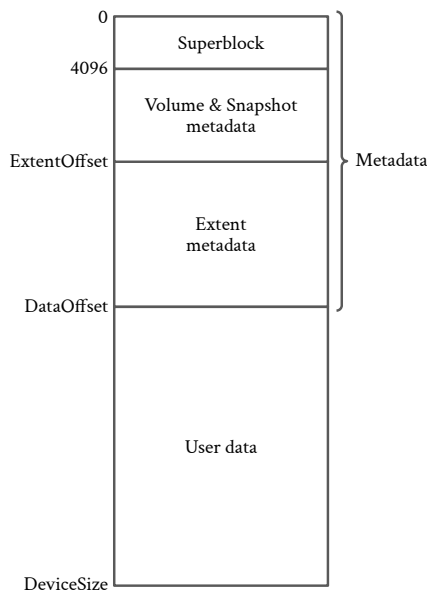 0
Superblock
4096
Volume & Snapshot
metadata
ExtentOffset
Metadata
Extent
metadata
DataOffset
User data
DeviceSize